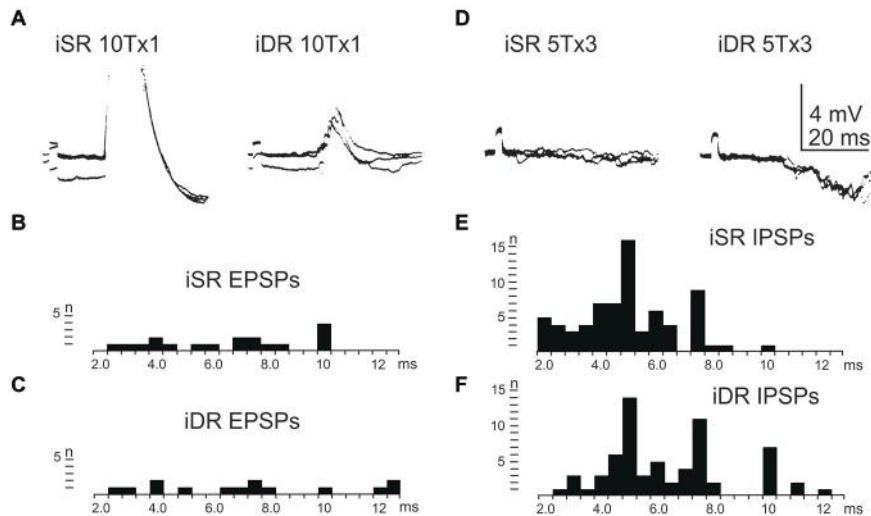 A
iSR 10Tx1
iDR 10Tx1
B
iSR EPSPs
5
n
2.0 4.0 6.0 8.0 10 12 ms
C
iDR EPSPs
5
n
2.0 4.0 6.0 8.0 10 12 ms
D
iSR 5Tx3
iDR 5Tx3
4 mV
20 ms
E
iSR IPSPs
15
n
10
5
2.0 4.0 6.0 8.0 10 12 ms
F
iDR IPSPs
15
n
10
5
2.0 4.0 6.0 8.0 10 12 ms